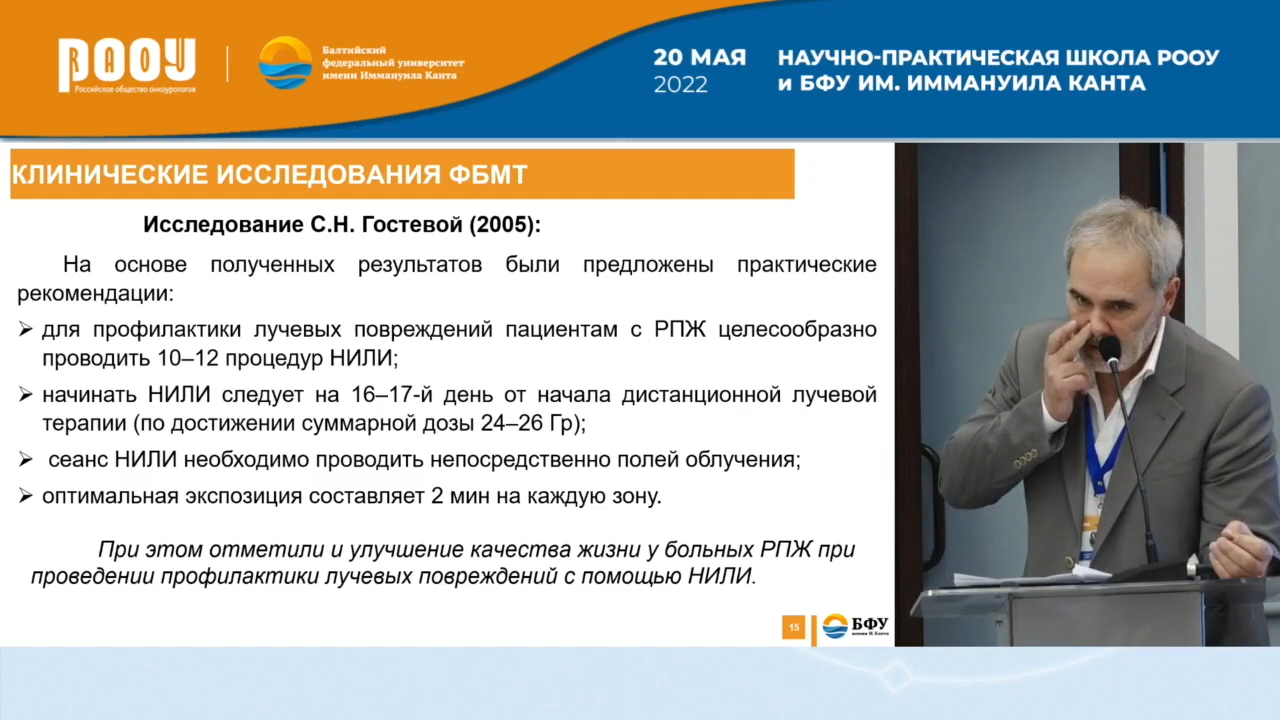 РООУ
RAOU
Российское общество онкоурологов
Балтийский
федеральный университет
имени Иммануила Канта
20 МАЯ
2022
НАУЧНО-ПРАКТИЧЕСКАЯ ШКОЛА РООУ
и БФУ ИМ. ИММАНУИЛА КАНТА
КЛИНИЧЕСКИЕ ИССЛЕДОВАНИЯ ФБМТ
Исследование С.Н. Гостевой (2005):
На основе полученных результатов были предложены практические
рекомендации:
➢ для профилактики лучевых повреждений пациентам с РПЖ целесообразно
проводить 10–12 процедур НИЛИ;
➢ начинать НИЛИ следует на 16–17-й день от начала дистанционной лучевой
терапии (по достижении суммарной дозы 24–26 Гр);
➢ сеанс НИЛИ необходимо проводить непосредственно полей облучения;
➢ оптимальная экспозиция составляет 2 мин на каждую зону.
При этом отметили и улучшение качества жизни у больных РПЖ при
проведении профилактики лучевых повреждений с помощью НИЛИ.
15
БФУ
имени И. Канта